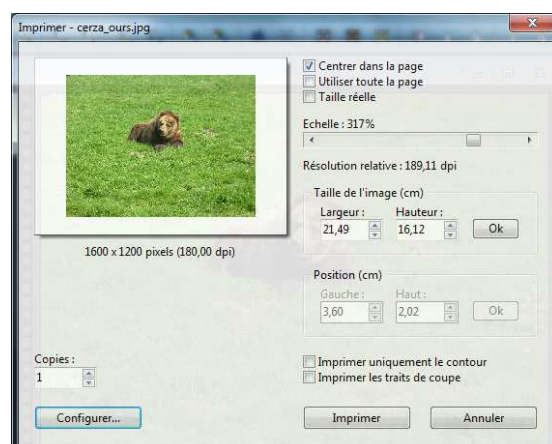 Imprimer - cerza_ours.jpg
Centrer dans la page
Utiliser toute la page
Taille réelle
Echelle : 317%
Résolution relative : 189,11 dpi
Taille de l'image (cm)
Largeur : Hauteur :
21,49 16,12 Ok
1600 x 1200 pixels (180,00 dpi)
Position (cm)
Gauche : Haut :
3,60 2,02 Ok
Copies :
1
Imprimer uniquement le contour
Imprimer les traits de coupe
Configurer... Imprimer Annuler